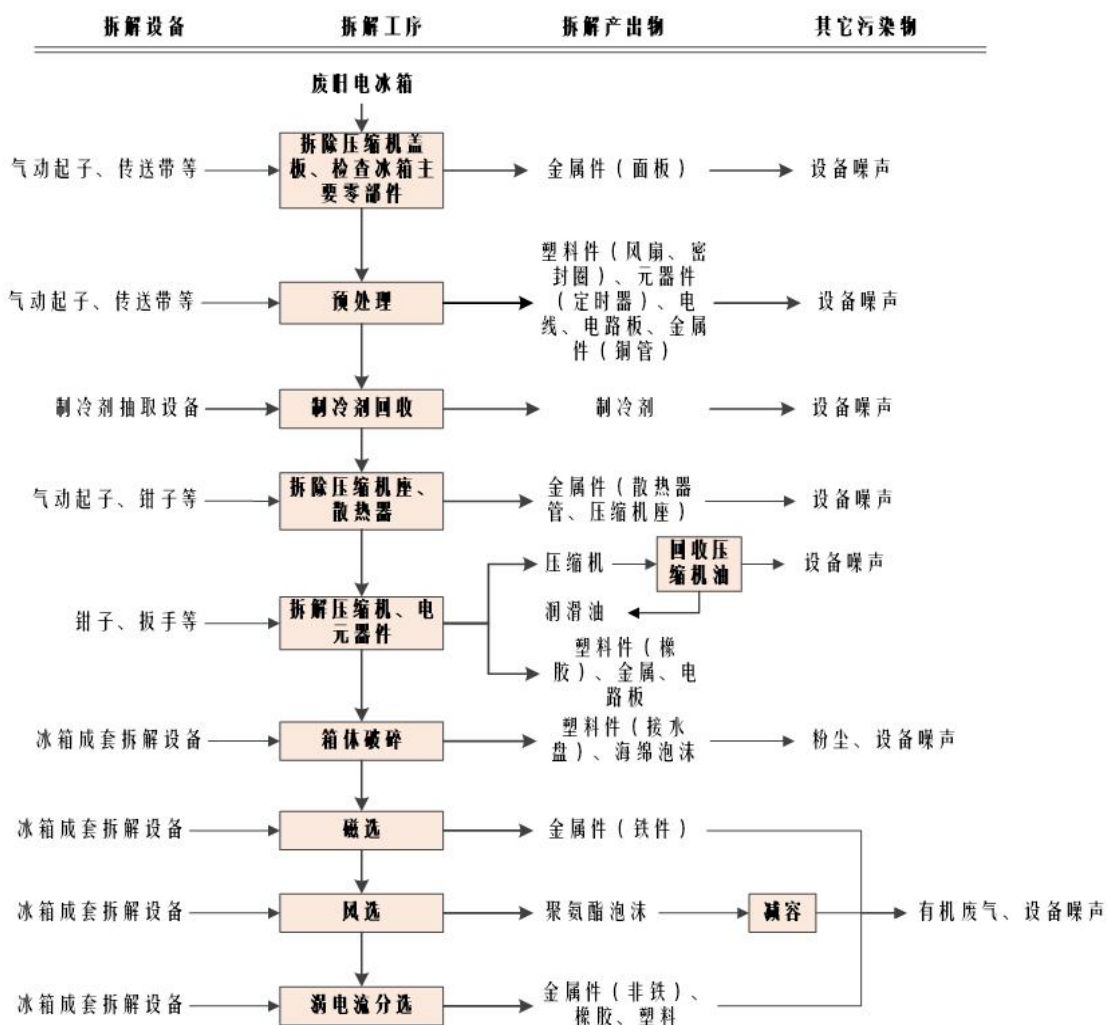 拆解设备 拆解工序 拆解产出物 其它污染物
废旧电冰箱
气动起子、传送带等
拆除压缩机盖
板、检查冰箱主
要零部件
金属件（面板）
设备噪声
气动起子、传送带等
预处理
塑料件（风扇、密
封圈）、元器件
（定时器）、电
线、电路板、金属
件（铜管）
设备噪声
制冷剂抽取设备
制冷剂回收
制冷剂
设备噪声
气动起子、钳子等
拆除压缩机座、
散热器
金属件（散热器
管、压缩机座）
设备噪声
钳子、扳手等
拆解压缩机、电
元器件
压缩机
回收压
缩机油
设备噪声
润滑油
塑料件（橡
胶）、金属、电
路板
冰箱成套拆解设备
箱体破碎
塑料件（接水
盘）、海绵泡沫
粉尘、设备噪声
冰箱成套拆解设备
磁选
金属件（铁件）
冰箱成套拆解设备
风选
聚氨酯泡沫
减容
有机废气、设备噪声
冰箱成套拆解设备
涡电流分选
金属件（非铁）、
橡胶、塑料